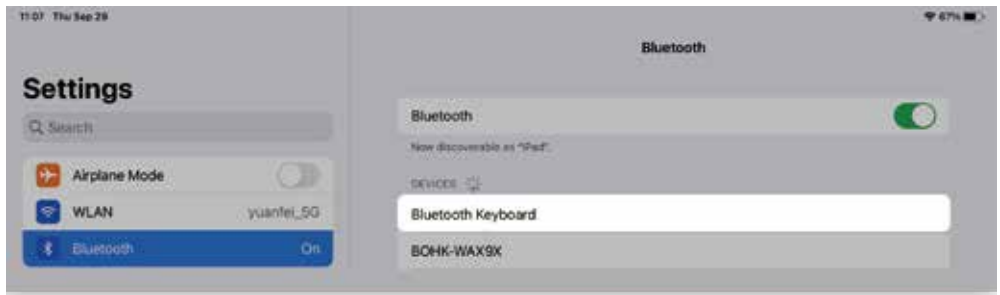 11:07 Thu Sep 29
67%
Settings
Search
Airplane Mode
WLAN
yuanfei_5G
Bluetooth
On
Bluetooth
Bluetooth
Now discoverable as "iPad".
DEVICES
Bluetooth Keyboard
BOHK-WAX9X